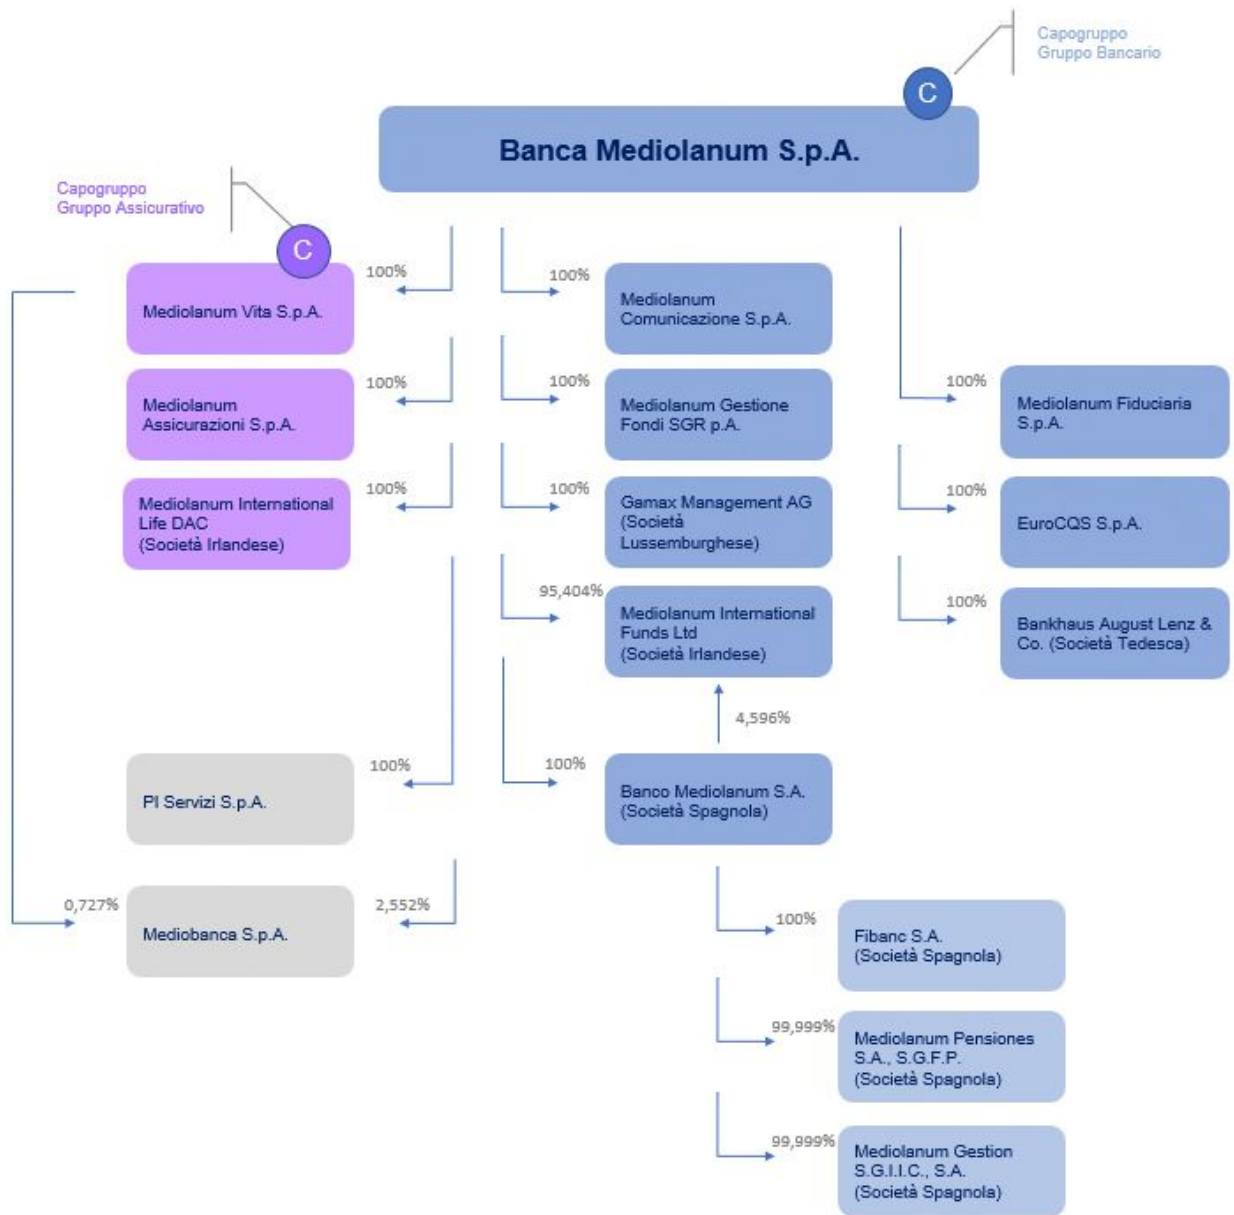 Capogruppo
Gruppo Bancario
C
Banca Mediolanum S.p.A.
Capogruppo
Gruppo Assicurativo
C
100%
Mediolanum Vita S.p.A.
100%
Mediolanum
Comunicazione S.p.A.
100%
Mediolanum
Assicurazioni S.p.A.
100%
Mediolanum Gestione
Fondi SGR p.A.
100%
Mediolanum Fiduciaria
S.p.A.
100%
Mediolanum International
Life DAC
(Società Irlandese)
100%
Gamax Management AG
(Società
Lussemburghese)
100%
EuroCQS S.p.A.
95,404%
Mediolanum International
Funds Ltd
(Società Irlandese)
100%
Bankhaus August Lenz &
Co. (Società Tedesca)
4,596%
100%
PI Servizi S.p.A.
100%
Banco Mediolanum S.A.
(Società Spagnola)
0,727%
Mediobanca S.p.A.
2,552%
100%
Fibanc S.A.
(Società Spagnola)
99,999%
Mediolanum Pensiones
S.A., S.G.F.P.
(Società Spagnola)
99,999%
Mediolanum Gestion
S.G.I.I.C., S.A.
(Società Spagnola)